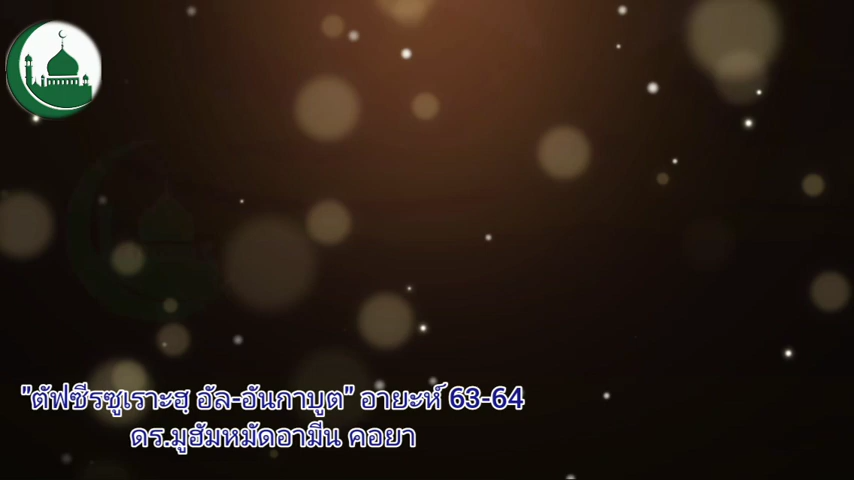 "ตัฟซีรซูเราะฮฺ อัล-อันกาบูต" อายะห์ 63-64
ดร.มูฮัมหมัดอามีน คอยา